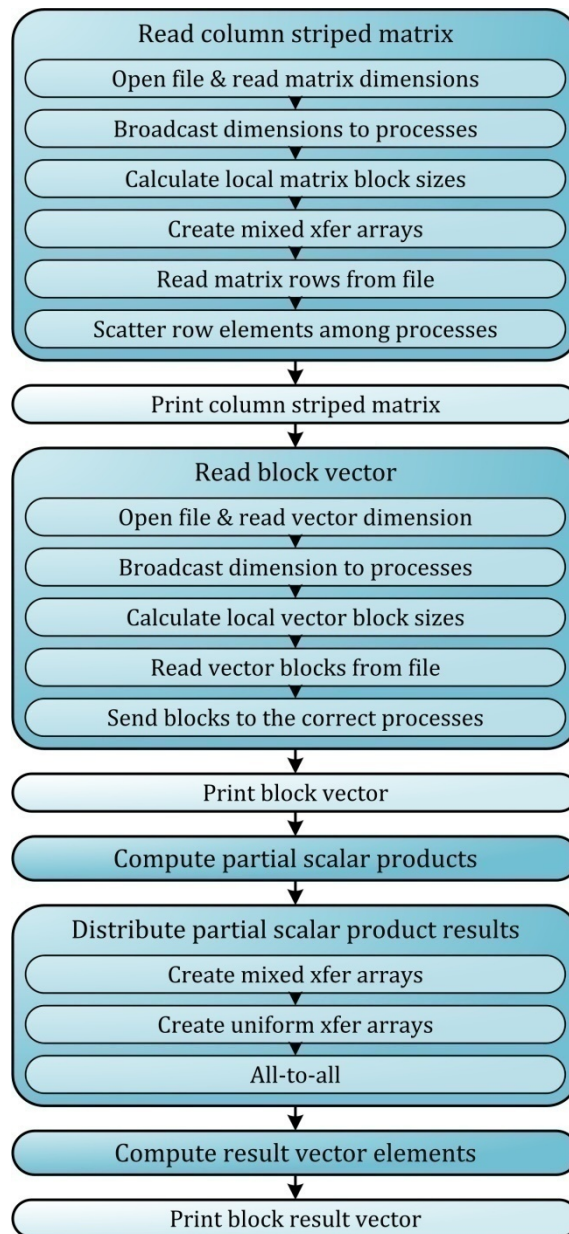 Read column striped matrix
Open file & read matrix dimensions
Broadcast dimensions to processes
Calculate local matrix block sizes
Create mixed xfer arrays
Read matrix rows from file
Scatter row elements among processes
Print column striped matrix
Read block vector
Open file & read vector dimension
Broadcast dimension to processes
Calculate local vector block sizes
Read vector blocks from file
Send blocks to the correct processes
Print block vector
Compute partial scalar products
Distribute partial scalar product results
Create mixed xfer arrays
Create uniform xfer arrays
All-to-all
Compute result vector elements
Print block result vector